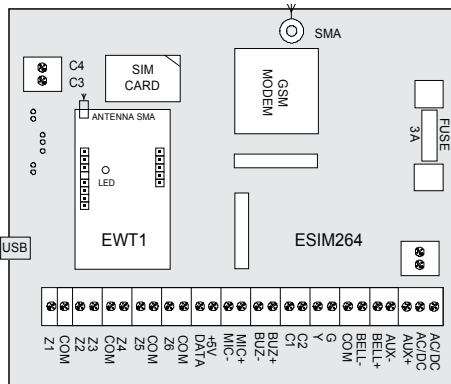 SMA
C4
C3
SIM
CARD
GSM
MODEM
FUSE
3A
ANTENNA SMA
LED
EWT1
ESIM264
USB
Z1
COM
Z2
Z3
COM
Z4
Z5
COM
Z6
COM
DATA
+5V
MIC-
MIC+
BUZ-
BUZ+
C1
C2
Y
G
COM
BELL-
BELL+
AUX-
AUX+
AC/DC
AC/DC